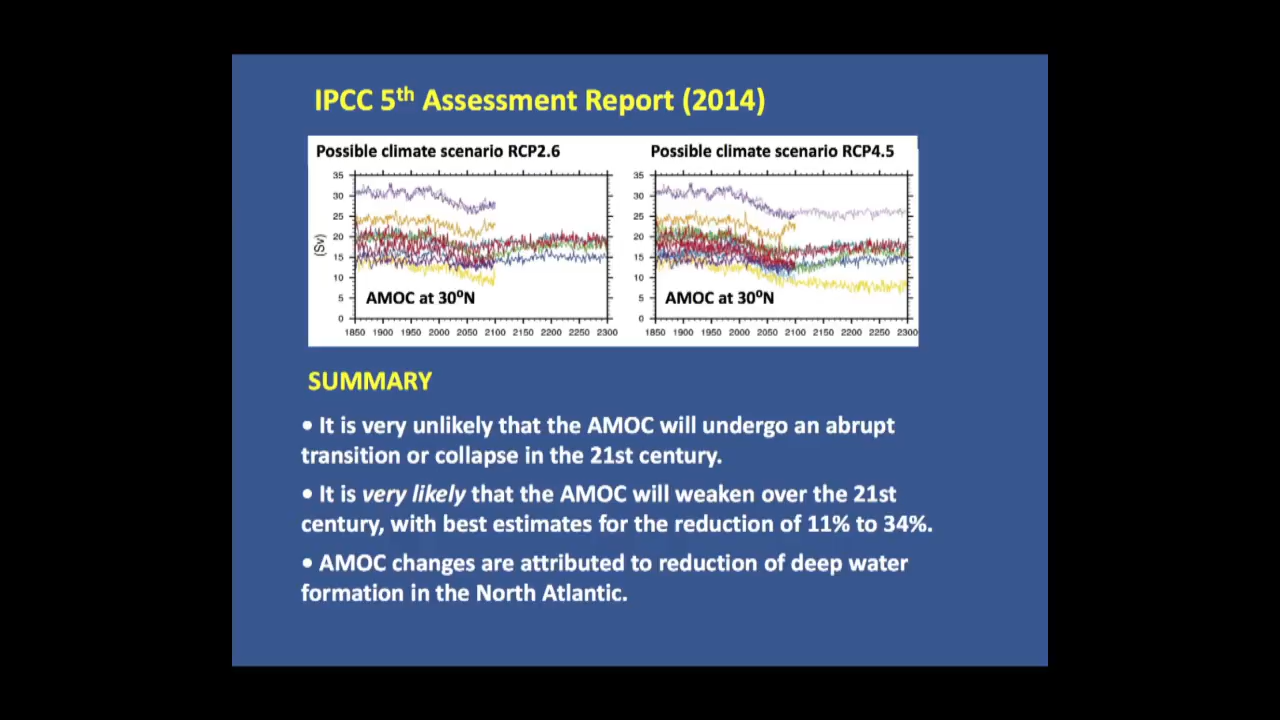 IPCC 5th Assessment Report (2014)
Possible climate scenario RCP2.6
Possible climate scenario RCP4.5
35
30
25
20
15
10
5
0
(Sv)
AMOC at 30⁰N
1850 1900 1950 2000 2050 2100 2150 2200 2250 2300
35
30
25
20
15
10
5
0
AMOC at 30⁰N
1850 1900 1950 2000 2050 2100 2150 2200 2250 2300
SUMMARY
• It is very unlikely that the AMOC will undergo an abrupt
transition or collapse in the 21st century.
• It is very likely that the AMOC will weaken over the 21st
century, with best estimates for the reduction of 11% to 34%.
• AMOC changes are attributed to reduction of deep water
formation in the North Atlantic.